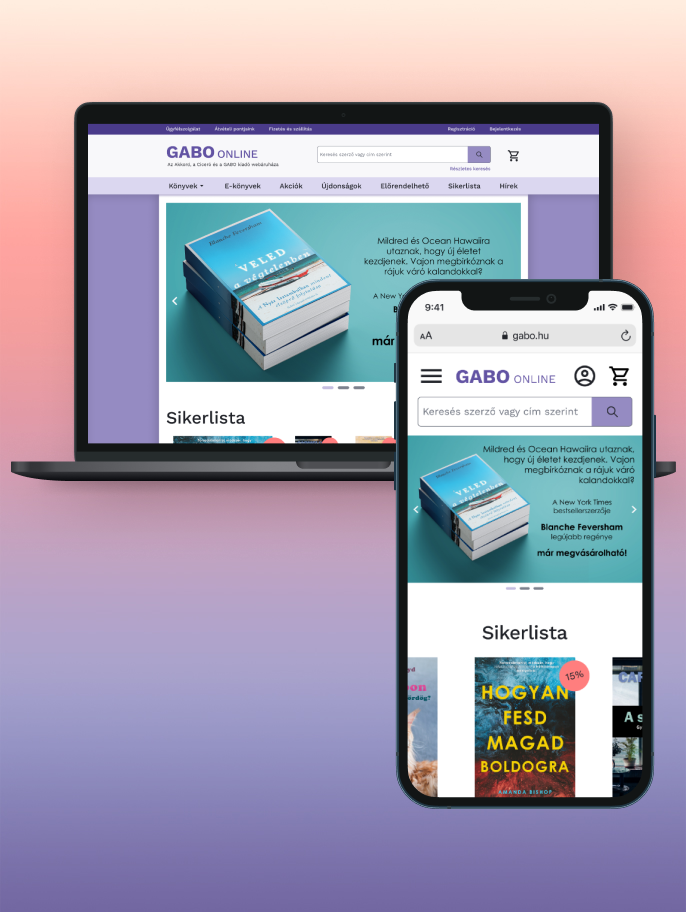 Ügyfélszolgálat Átvételi pontjaink Fizetés és szállítás Regisztráció Bejelentkezés
GABO ONLINE
Az Akkord, a Ciceró és a GABO kiadó webáruháza
Keresés szerző vagy cím szerint
Részletes keresés
Könyvek E-könyvek Akciók Újdonságok Előrendelhető Sikerlista Hírek
Blanche Feversham
VELED
a végtelenben
Mildred és Ocean Hawaiira
utaznak, hogy új életet
kezdjenek. Vajon megbirkóznak a
rájuk váró kalandokkal?
A New
már
Sikerlista
9:41
AA gabo.hu
GABO ONLINE
Keresés szerző vagy cím szerint
Mildred és Ocean Hawaiira utaznak,
hogy új életet kezdjenek. Vajon
megbirkóznak a rájuk váró
kalandokkal?
VELED
a végtelenben
A New York Times
bestsellerszerzője
Blanche Feversham
legújabb regénye
már megvásárolható!
Sikerlista
15%
HOGYAN
FESD
MAGAD
BOLDOGRA
AMANDA BISHOP
A s